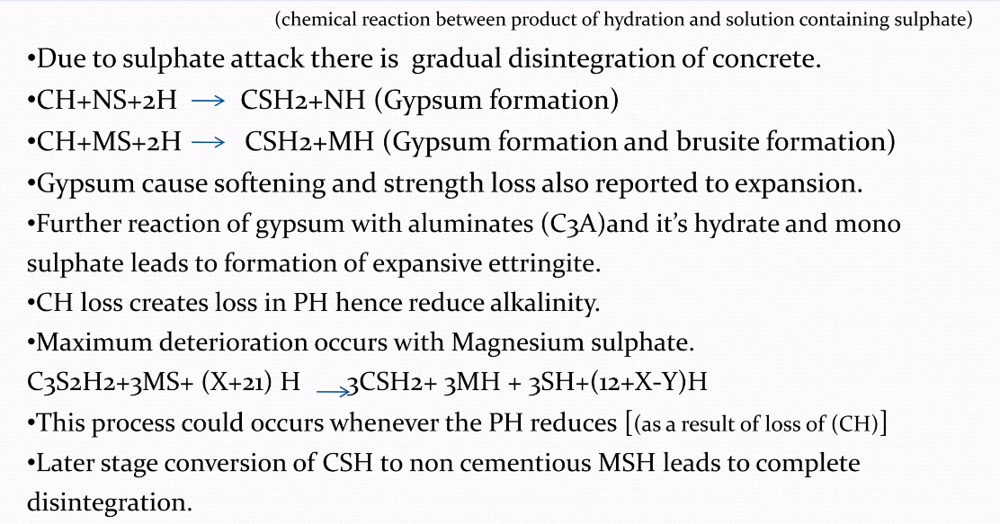 (chemical reaction between product of hydration and solution containing sulphate)
•Due to sulphate attack there is gradual disintegration of concrete.
•CH+NS+2H → CSH2+NH (Gypsum formation)
•CH+MS+2H → CSH2+MH (Gypsum formation and brusite formation)
•Gypsum cause softening and strength loss also reported to expansion.
•Further reaction of gypsum with aluminates (C3A)and it's hydrate and mono
sulphate leads to formation of expansive ettringite.
•CH loss creates loss in PH hence reduce alkalinity.
•Maximum deterioration occurs with Magnesium sulphate.
C3S2H2+3MS+ (X+21) H → 3CSH2+ 3MH + 3SH+(12+X-Y)H
•This process could occurs whenever the PH reduces [(as a result of loss of (CH)]
•Later stage conversion of CSH to non cementious MSH leads to complete
disintegration.